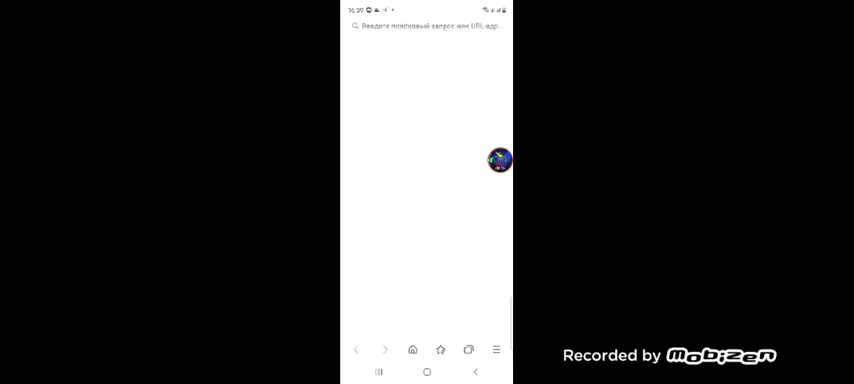 16:39
Введите поисковый запрос или URL-адр...
Recorded by Mobizen